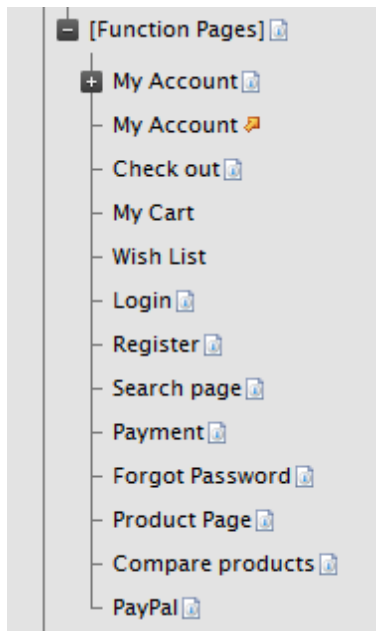 [Function Pages]
My Account
My Account
Check out
My Cart
Wish List
Login
Register
Search page
Payment
Forgot Password
Product Page
Compare products
PayPal